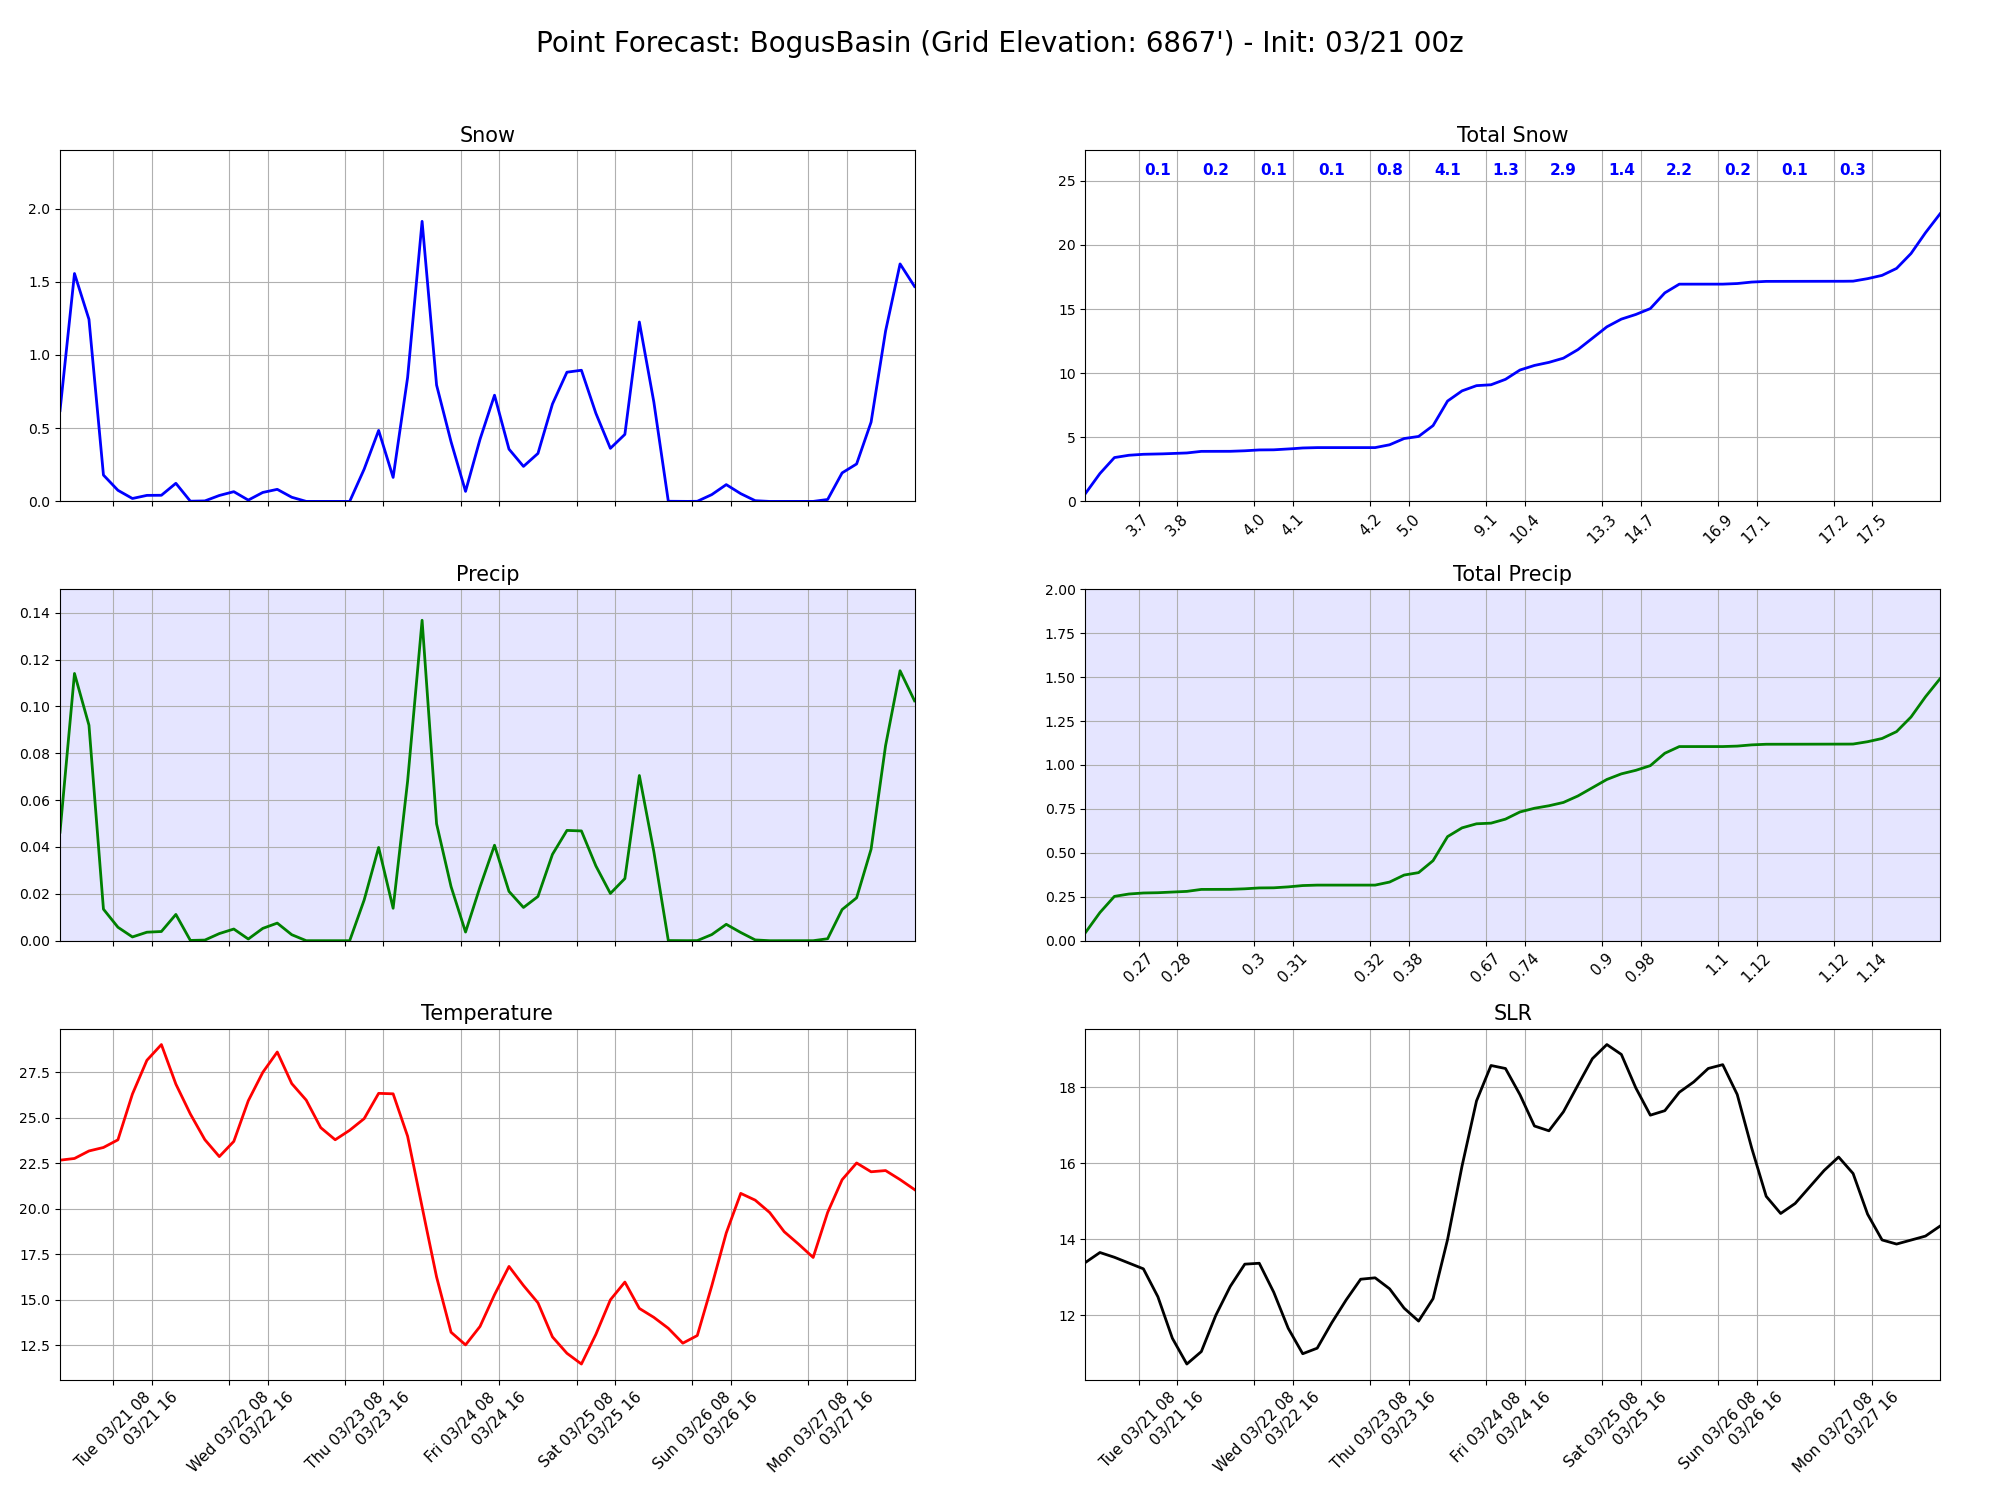 Point Forecast: BogusBasin (Grid Elevation: 6867') - Init: 03/21 00z
Snow
2.0
1.5
1.0
0.5
0.0
Total Snow
0.1 0.2 0.1 0.1 0.8 4.1 1.3 2.9 1.4 2.2 0.2 0.1 0.3
25
20
15
10
5
0
3.7 3.8 4.0 4.1 4.2 5.0 9.1 10.4 13.3 14.7 16.9 17.1 17.2 17.5
Precip
0.14
0.12
0.10
0.08
0.06
0.04
0.02
0.00
Total Precip
2.00
1.75
1.50
1.25
1.00
0.75
0.50
0.25
0.00
0.27 0.28 0.3 0.31 0.32 0.38 0.67 0.74 0.9 0.98 1.1 1.12 1.12 1.14
Temperature
27.5
25.0
22.5
20.0
17.5
15.0
12.5
Tue 03/21 08
03/21 16
Wed 03/22 08
03/22 16
Thu 03/23 08
03/23 16
Fri 03/24 08
03/24 16
Sat 03/25 08
03/25 16
Sun 03/26 08
03/26 16
Mon 03/27 08
03/27 16
SLR
18
16
14
12
Tue 03/21 08
03/21 16
Wed 03/22 08
03/22 16
Thu 03/23 08
03/23 16
Fri 03/24 08
03/24 16
Sat 03/25 08
03/25 16
Sun 03/26 08
03/26 16
Mon 03/27 08
03/27 16